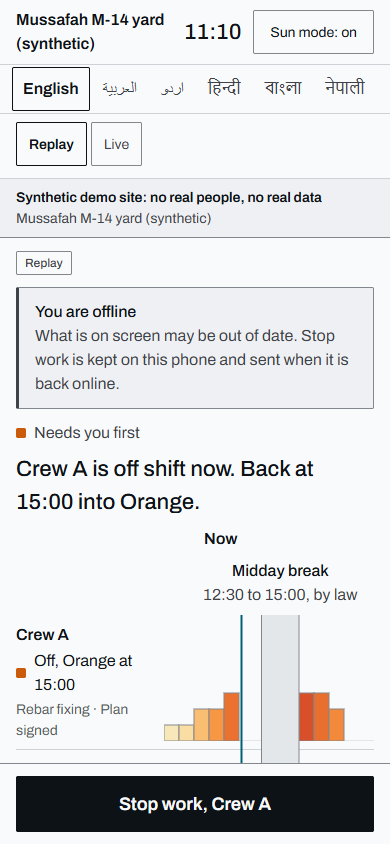 Mussafah M-14 yard
(synthetic)
11:10
Sun mode: on
English
العربية
اردو
हिन्दी
বাংলা
नेपाली
Replay
Live
Synthetic demo site: no real people, no real data
Mussafah M-14 yard (synthetic)
Replay
You are offline
What is on screen may be out of date. Stop
work is kept on this phone and sent when it is
back online.
Needs you first
Crew A is off shift now. Back at
15:00 into Orange.
Now
Midday break
12:30 to 15:00, by law
Crew A
Off, Orange at
15:00
Rebar fixing · Plan
signed
Stop work, Crew A